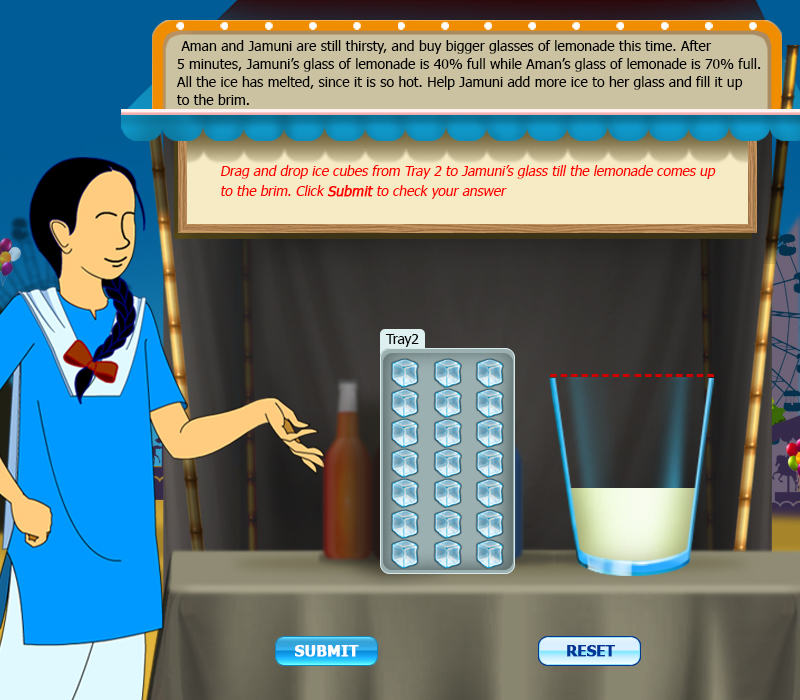 Aman and Jamuni are still thirsty, and buy bigger glasses of lemonade this time. After
5 minutes, Jamuni's glass of lemonade is 40% full while Aman's glass of lemonade is 70% full.
All the ice has melted, since it is so hot. Help Jamuni add more ice to her glass and fill it up
to the brim.
Drag and drop ice cubes from Tray 2 to Jamuni's glass till the lemonade comes up
to the brim. Click Submit to check your answer
Tray2
SUBMIT
RESET